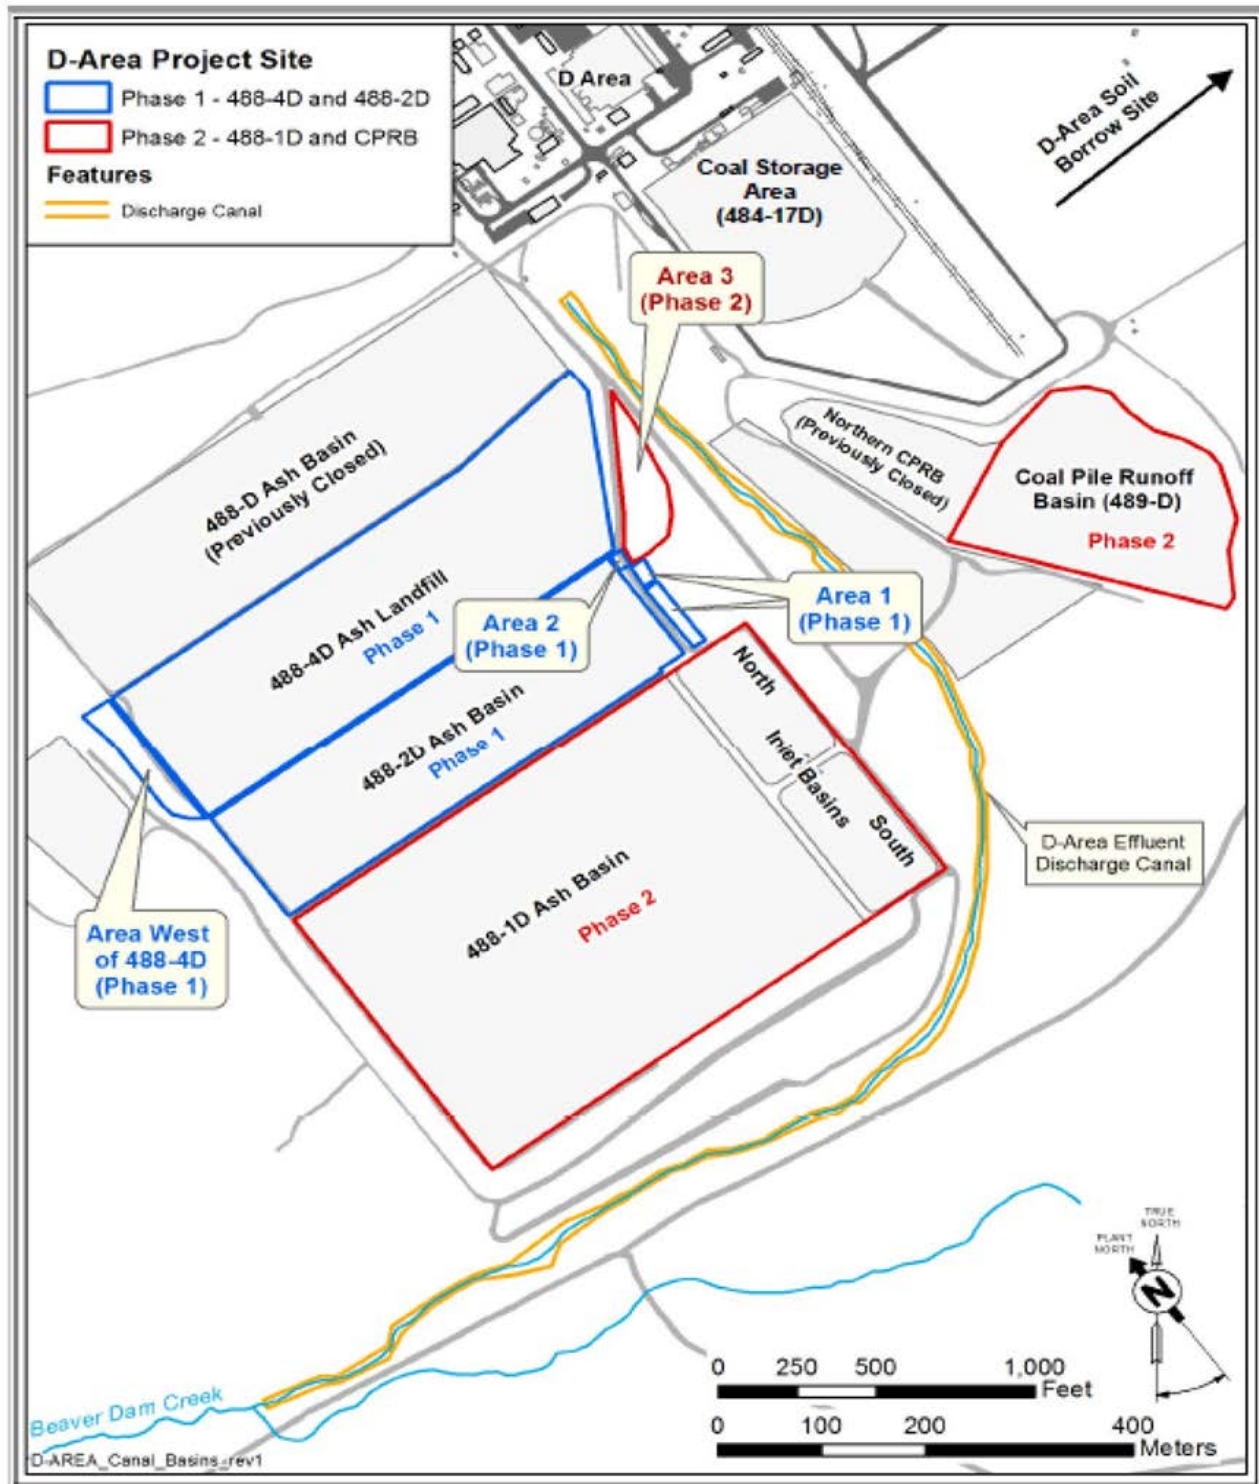 D-Area Project Site
Phase 1 - 488-4D and 488-2D
Phase 2 - 488-1D and CPRB
Features
Discharge Canal
D Area
D-Area Soil
Borrow Site
Coal Storage
Area
(484-17D)
Area 3
(Phase 2)
488-D Ash Basin
(Previously Closed)
Northern CPRB
(Previously Closed)
Coal Pile Runoff
Basin (489-D)
Phase 2
488-4D Ash Landfill
Phase 1
Area 2
(Phase 1)
Area 1
(Phase 1)
488-2D Ash Basin
Phase 1
North
Inlet Basins
South
488-1D Ash Basin
Phase 2
D-Area Effluent
Discharge Canal
Area West
of 488-4D
(Phase 1)
TRUE
NORTH
PLANT
NORTH
N
0 250 500 1,000
Feet
0 100 200 400
Meters
Beaver Dam Creek
D-AREA_Canal_Basins_rev1